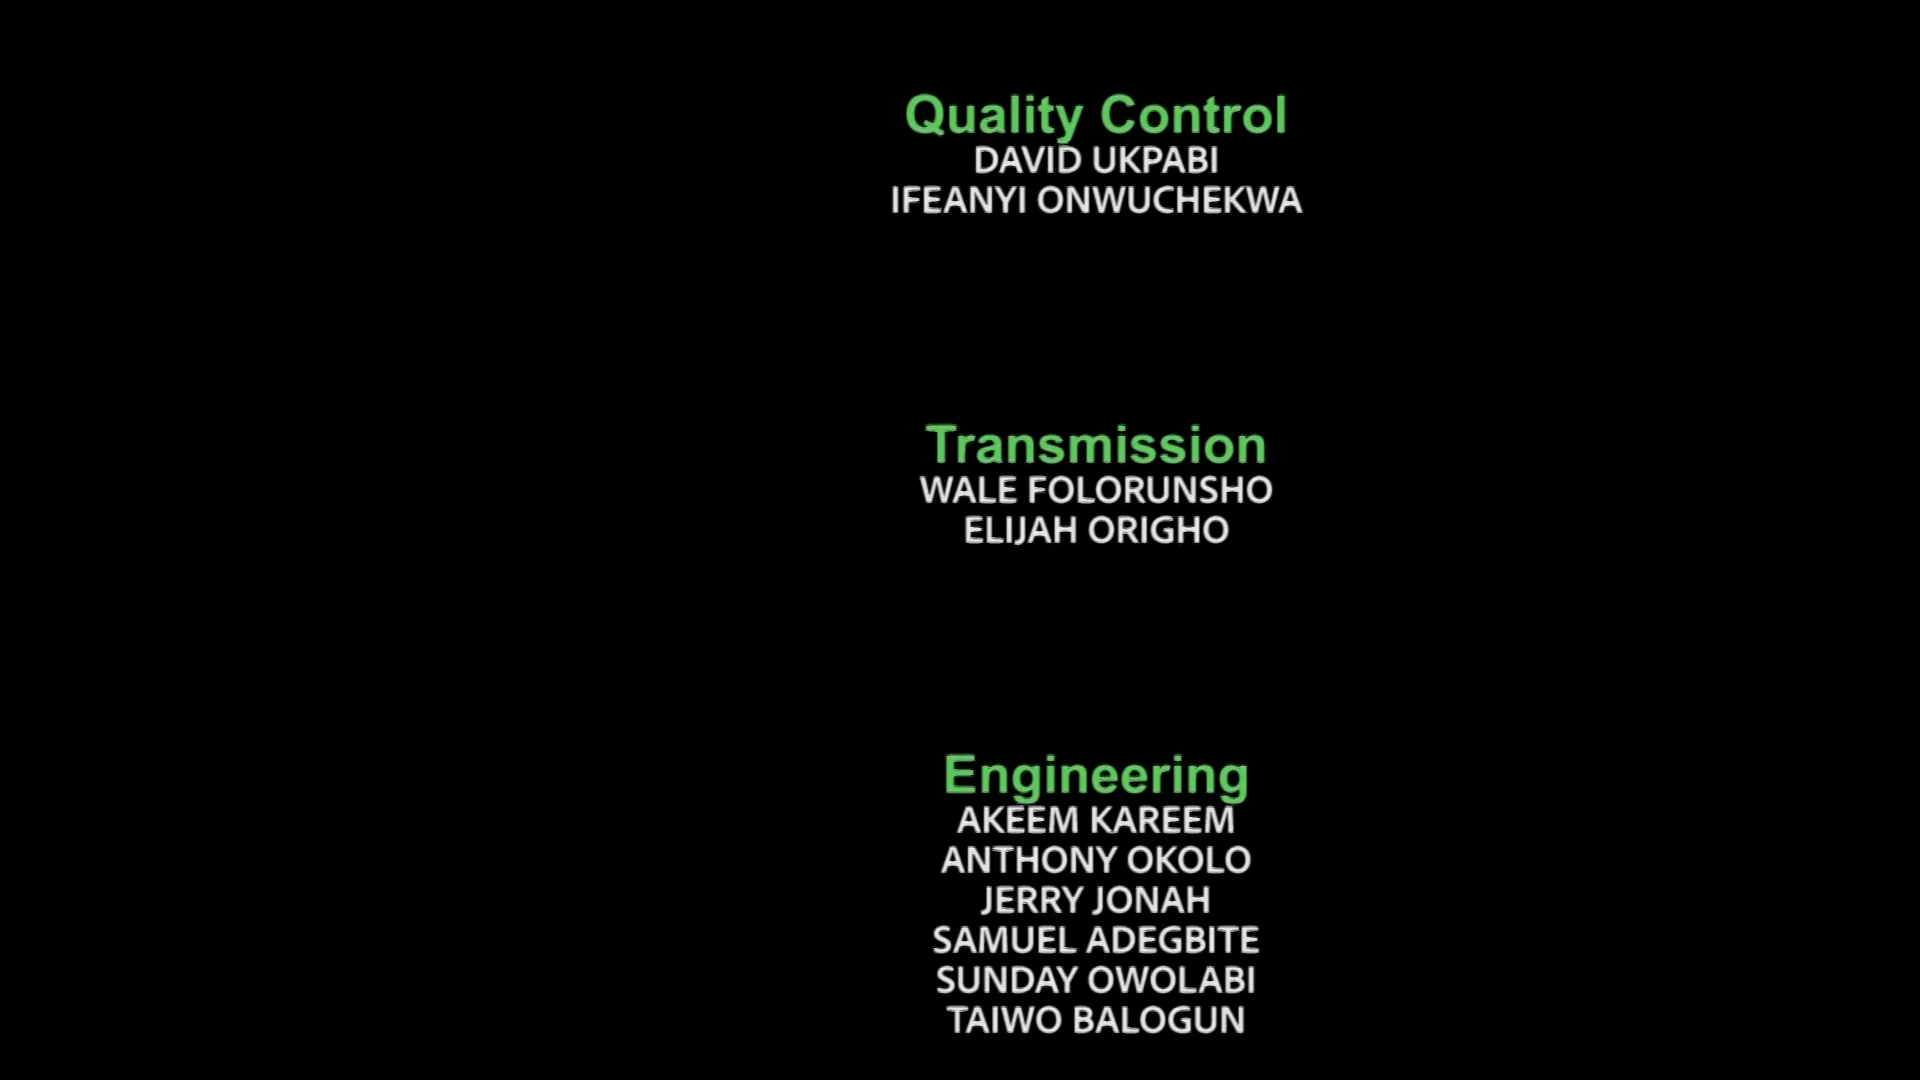 Quality Control
DAVID UKPABI
IFEANYI ONWUCHEKWA
Transmission
WALE FOLORUNSHO
ELIJAH ORIGHO
Engineering
AKEEM KAREEM
ANTHONY OKOLO
JERRY JONAH
SAMUEL ADEGBITE
SUNDAY OWOLABI
TAIWO BALOGUN